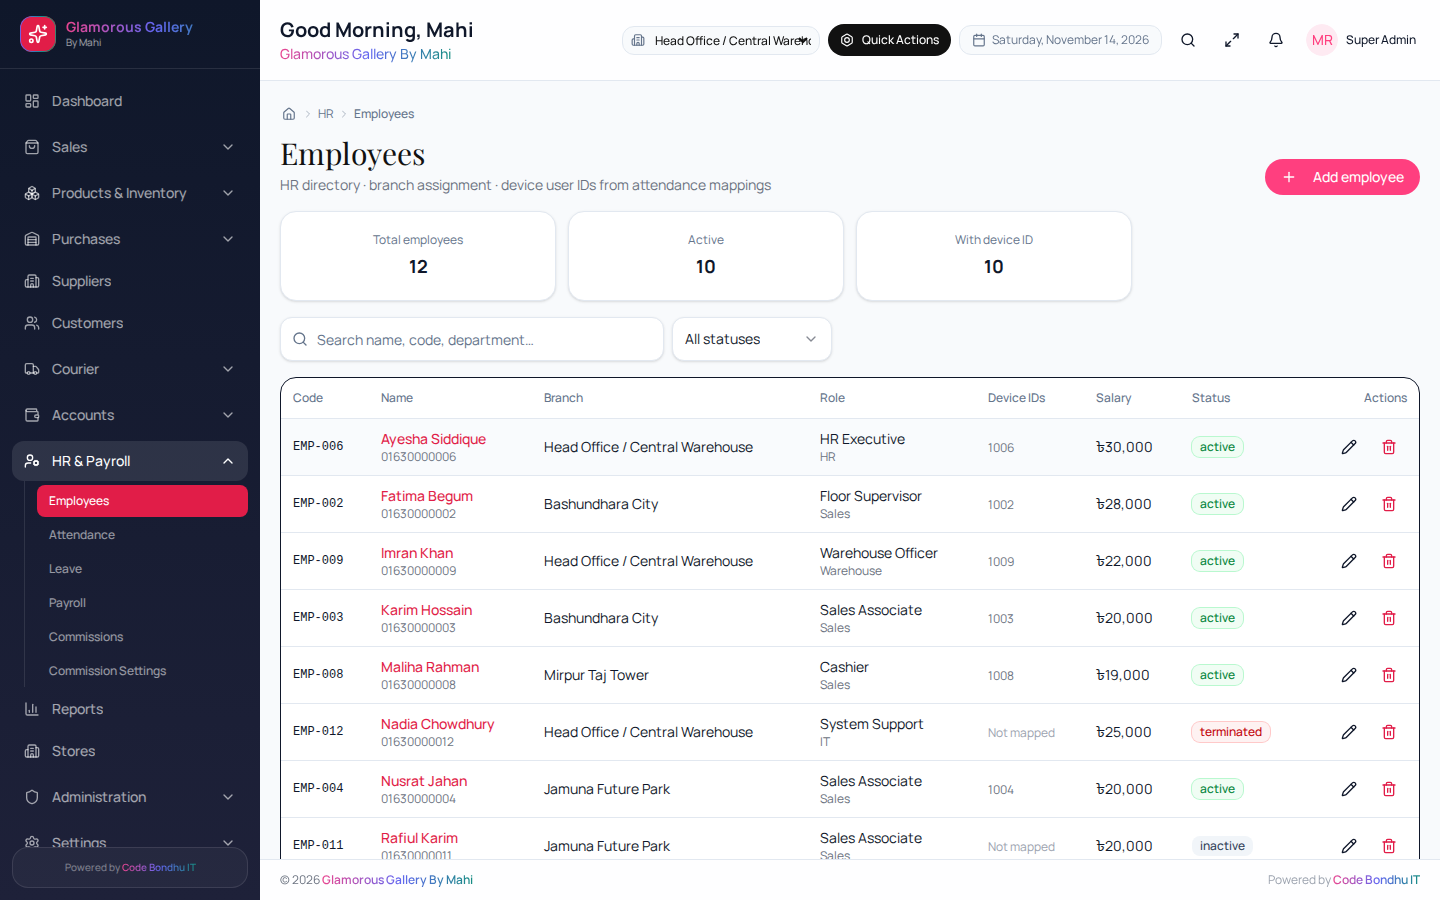 Glamorous Gallery
By Mahi
Dashboard
Sales
Products & Inventory
Purchases
Suppliers
Customers
Courier
Accounts
HR & Payroll
Employees
Attendance
Leave
Payroll
Commissions
Commission Settings
Reports
Stores
Administration
Settings
Powered by Code Bondhu IT
Good Morning, Mahi
Glamorous Gallery By Mahi
Head Office / Central
Quick Actions
Saturday, November 14, 2026
MR
Super Admin
HR
Employees
Employees
HR directory · branch assignment · device user IDs from attendance mappings
Add employee
Total employees
12
Active
10
With device ID
10
Search name, code, department...
All statuses
Code Name Branch Role Device IDs Salary Status Actions
EMP-006 Ayesha Siddique Head Office / Central Warehouse HR Executive 1006 ৳30,000 active
01630000006 HR
EMP-002 Fatima Begum Bashundhara City Floor Supervisor 1002 ৳28,000 active
01630000002 Sales
EMP-009 Imran Khan Head Office / Central Warehouse Warehouse Officer 1009 ৳22,000 active
01630000009 Warehouse
EMP-003 Karim Hossain Bashundhara City Sales Associate 1003 ৳20,000 active
01630000003 Sales
EMP-008 Maliha Rahman Mirpur Taj Tower Cashier 1008 ৳19,000 active
01630000008 Sales
EMP-012 Nadia Chowdhury Head Office / Central Warehouse System Support Not mapped ৳25,000 terminated
01630000012 IT
EMP-004 Nusrat Jahan Jamuna Future Park Sales Associate 1004 ৳20,000 active
01630000004 Sales
EMP-011 Rafiul Karim Jamuna Future Park Sales Associate Not mapped ৳20,000 inactive
01630000011 Sales
© 2026 Glamorous Gallery By Mahi
Powered by Code Bondhu IT